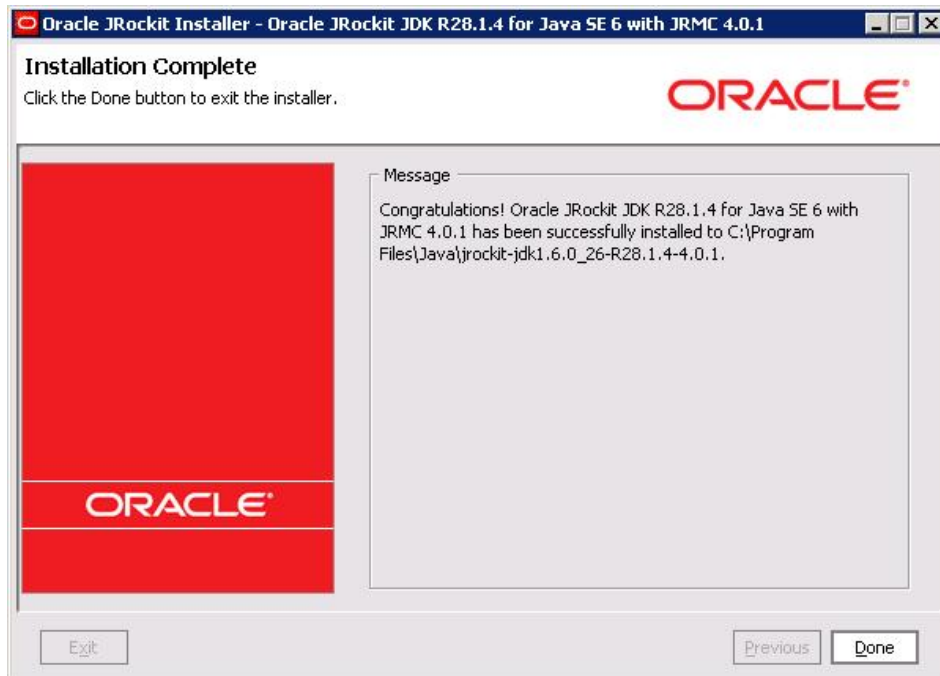 Oracle JRockit Installer - Oracle JRockit JDK R28.1.4 for Java SE 6 with JRMC 4.0.1
Installation Complete
Click the Done button to exit the installer.
ORACLE
Message
Congratulations! Oracle JRockit JDK R28.1.4 for Java SE 6 with
JRMC 4.0.1 has been successfully installed to C:\Program
Files\Java\jrockit-jdk1.6.0_26-R28.1.4-4.0.1.
ORACLE
Exit
Previous
Done